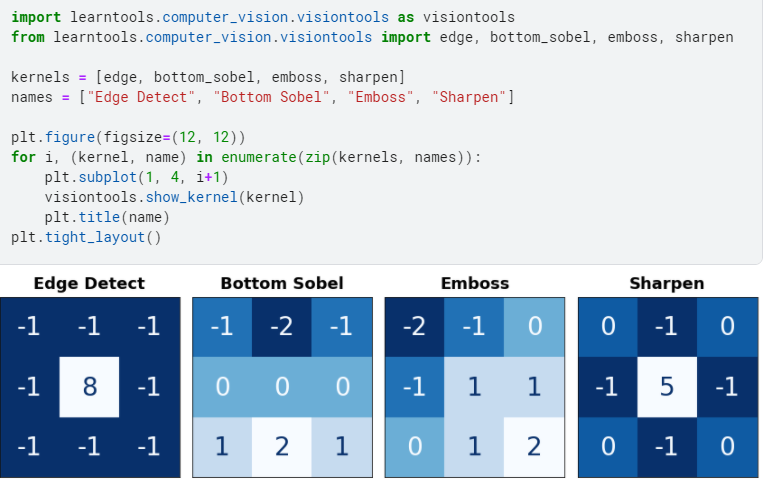 import learntools.computer_vision.visiontools as visiontools
from learntools.computer_vision.visiontools import edge, bottom_sobel, emboss, sharpen

kernels = [edge, bottom_sobel, emboss, sharpen]
names = ["Edge Detect", "Bottom Sobel", "Emboss", "Sharpen"]

plt.figure(figsize=(12, 12))
for i, (kernel, name) in enumerate(zip(kernels, names)):
    plt.subplot(1, 4, i+1)
    visiontools.show_kernel(kernel)
    plt.title(name)
plt.tight_layout()

Edge Detect
-1 -1 -1
-1 8 -1
-1 -1 -1
Bottom Sobel
-1 -2 -1
0 0 0
1 2 1
Emboss
-2 -1 0
-1 1 1
0 1 2
Sharpen
0 -1 0
-1 5 -1
0 -1 0